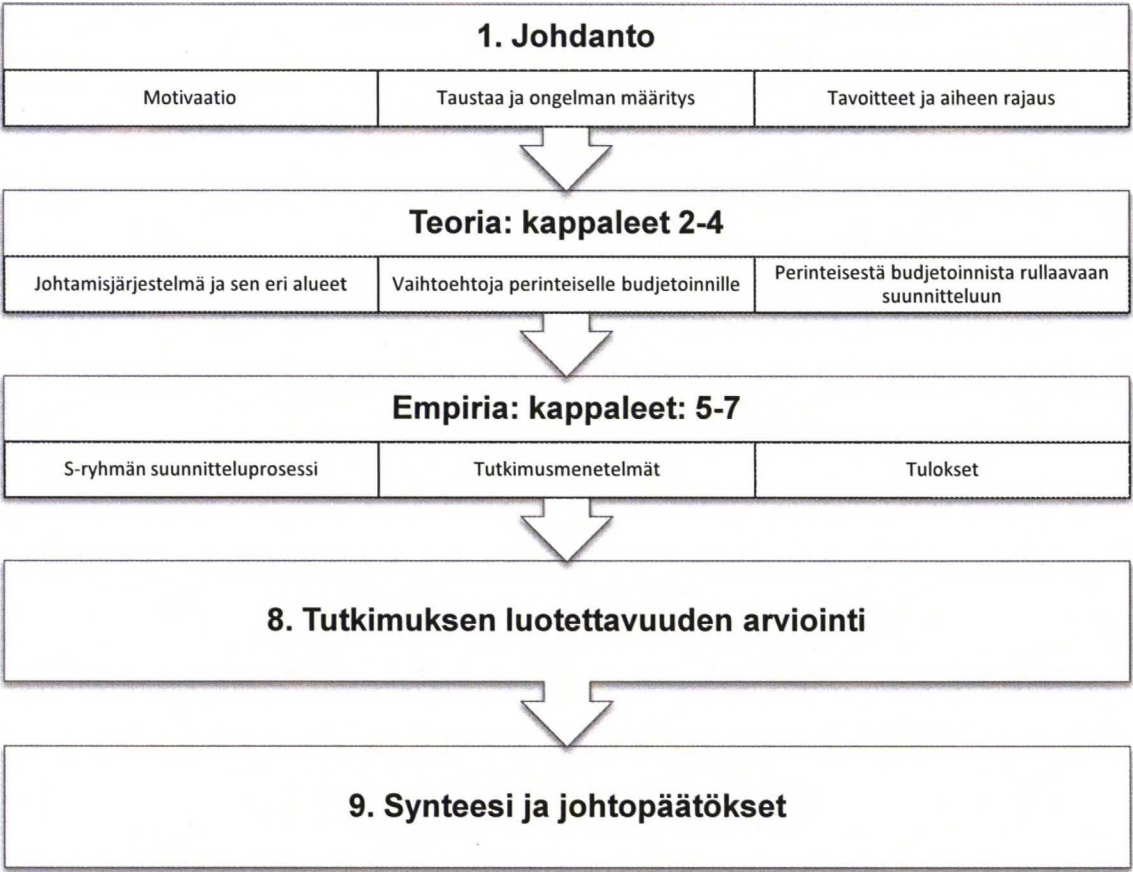 1. Johdanto
Motivaatio
Taustaa ja ongelman määritys
Tavoitteet ja aiheen rajaus
Teoria: kappaleet 2-4
Johtamisjärjestelmä ja sen eri alueet
Vaihtoehtoja perinteiselle budjetoinnille
Perinteisestä budjetoinnista rullaavaan
suunnitteluun
Empiria: kappaleet: 5-7
S-ryhmän suunnitteluprosessi
Tutkimusmenetelmät
Tulokset
8. Tutkimuksen luotettavuuden arviointi
9. Synteesi ja johtopäätökset